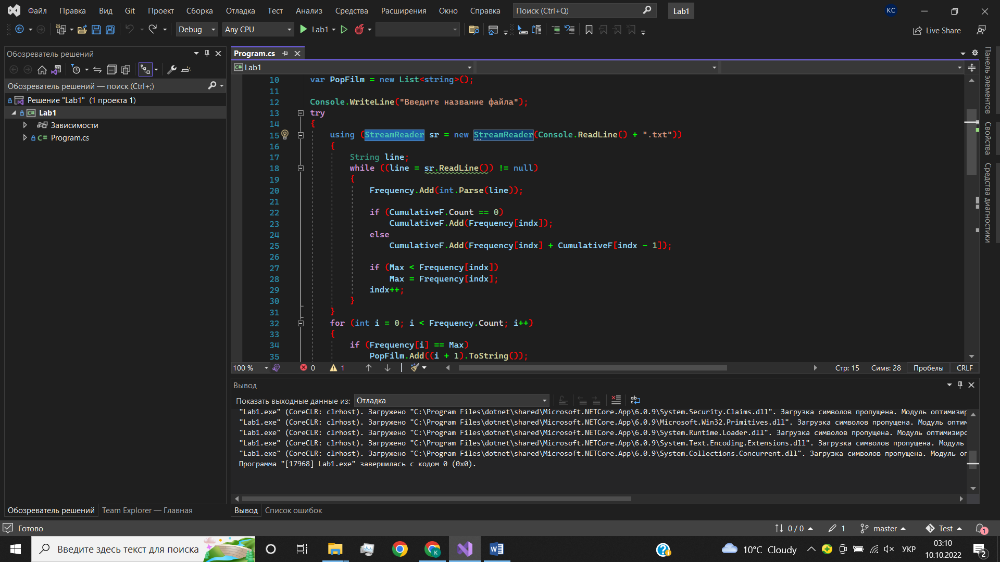 Файл Правка Вид Git Проект Сборка Отладка Тест Анализ Средства Расширения Окно Справка Поиск (Ctrl+Q) Lab1 KC
Debug Any CPU Lab1 Live Share
Обозреватель решений
Обозреватель решений — поиск (Ctrl+;)
Решение "Lab1" (1 проекта 1)
Lab1
Зависимости
C# Program.cs
Обозреватель решений Team Explorer — Главная
Program.cs
C# Lab1
10 var PopFilm = new List<string>();
11
12 Console.WriteLine("Введите название файла");
13 try
14 {
15 using (StreamReader sr = new StreamReader(Console.ReadLine() + ".txt"))
16 {
17 String line;
18 while ((line = sr.ReadLine()) != null)
19 {
20 Frequency.Add(int.Parse(line));
21
22 if (CumulativeF.Count == 0)
23 CumulativeF.Add(Frequency[indx]);
24 else
25 CumulativeF.Add(Frequency[indx] + CumulativeF[indx - 1]);
26
27 if (Max < Frequency[indx])
28 Max = Frequency[indx];
29 indx++;
30 }
31 }
32 for (int i = 0; i < Frequency.Count; i++)
33 {
34 if (Frequency[i] == Max)
35 PopFilm.Add((i + 1).ToString());
100 % 0 1 Стр: 15 Симв: 28 Пробелы CRLF
Панель элементов
Свойства
Средства диагностики
Вывод
Показать выходные данные из: Отладка
"Lab1.exe" (CoreCLR: clrhost). Загружено "C:\Program Files\dotnet\shared\Microsoft.NETCore.App\6.0.9\System.Security.Claims.dll". Загрузка символов пропущена. Модуль оптимизир
"Lab1.exe" (CoreCLR: clrhost). Загружено "C:\Program Files\dotnet\shared\Microsoft.NETCore.App\6.0.9\Microsoft.Win32.Primitives.dll". Загрузка символов пропущена. Модуль оптим
"Lab1.exe" (CoreCLR: clrhost). Загружено "C:\Program Files\dotnet\shared\Microsoft.NETCore.App\6.0.9\System.Runtime.Loader.dll". Загрузка символов пропущена. Модуль оптимизиро
"Lab1.exe" (CoreCLR: clrhost). Загружено "C:\Program Files\dotnet\shared\Microsoft.NETCore.App\6.0.9\System.Text.Encoding.Extensions.dll". Загрузка символов пропущена. Модуль
"Lab1.exe" (CoreCLR: clrhost). Загружено "C:\Program Files\dotnet\shared\Microsoft.NETCore.App\6.0.9\System.Collections.Concurrent.dll". Загрузка символов пропущена. Модуль оп
Программа "[17968] Lab1.exe" завершилась с кодом 0 (0x0).
Вывод Список ошибок
Готово 0 / 0 1 master Test 1
Введите здесь текст для поиска 10°C Cloudy УКР 03:10
10.10.2022 2